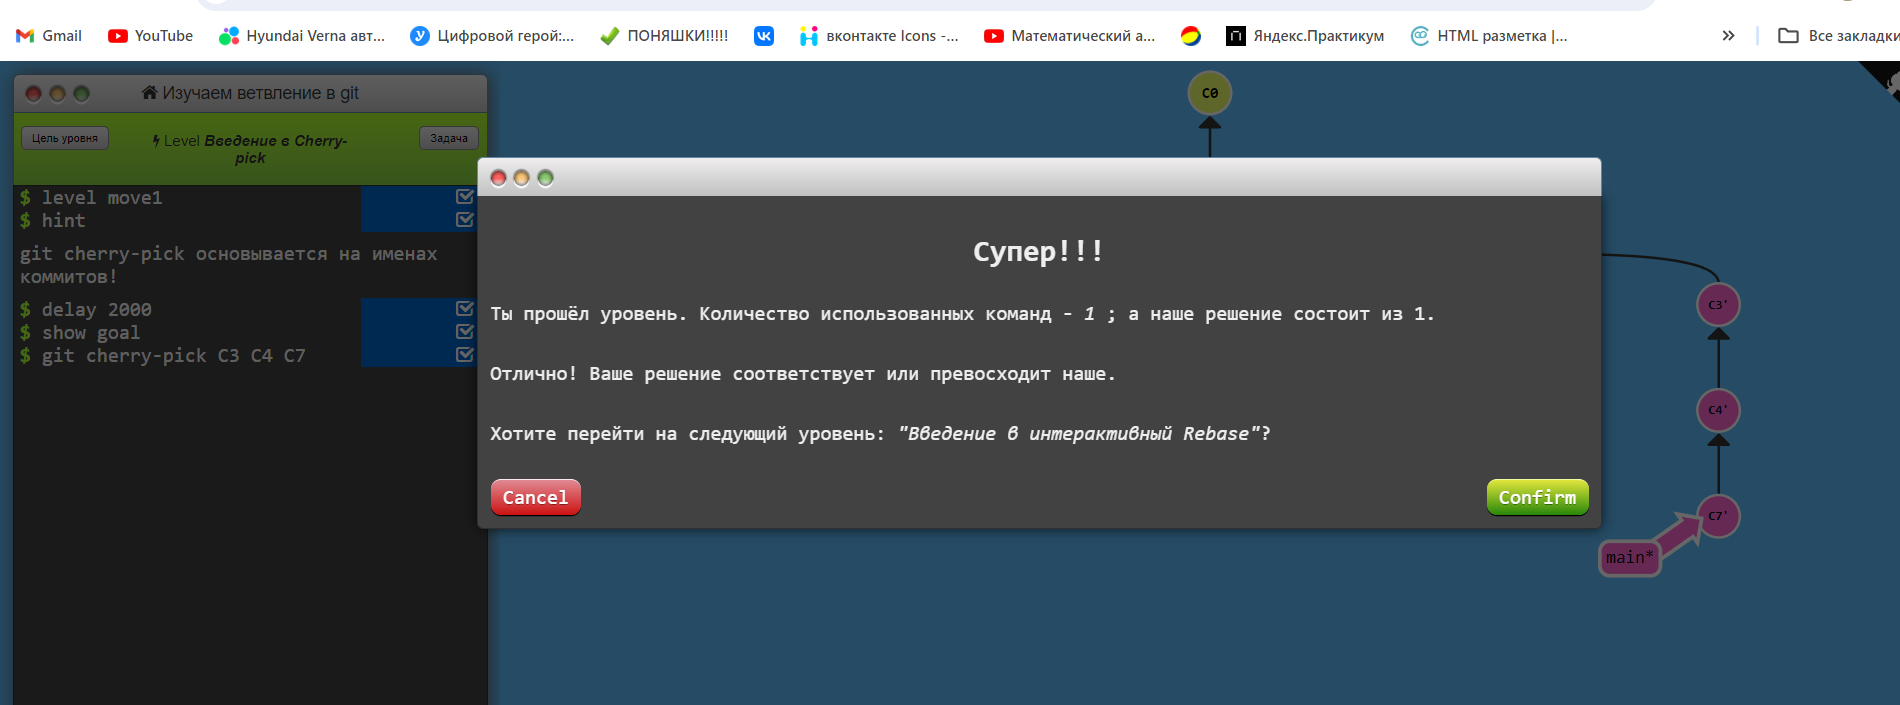 Gmail YouTube Hyundai Verna авт... Цифровой герой:... ПОНЯШКИ!!!!! вконтакте Icons -... Математический а... Яндекс.Практикум HTML разметка |... » Все закладки
Изучаем ветвление в git
Цель уровня
Level Введение в Cherry-
pick
Задача
$ level move1
$ hint
git cherry-pick основывается на именах
коммитов!
$ delay 2000
$ show goal
$ git cherry-pick C3 C4 C7
C0
Супер!!!
Ты прошёл уровень. Количество использованных команд - 1 ; а наше решение состоит из 1.
Отлично! Ваше решение соответствует или превосходит наше.
Хотите перейти на следующий уровень: "Введение в интерактивный Rebase"?
Cancel
Confirm
C3'
C4'
C7'
main*